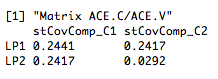 [1] "Matrix ACE.C/ACE.V"
stCovComp_C1 stCovComp_C2
LP1 0.2441 0.2417
LP2 0.2417 0.0292